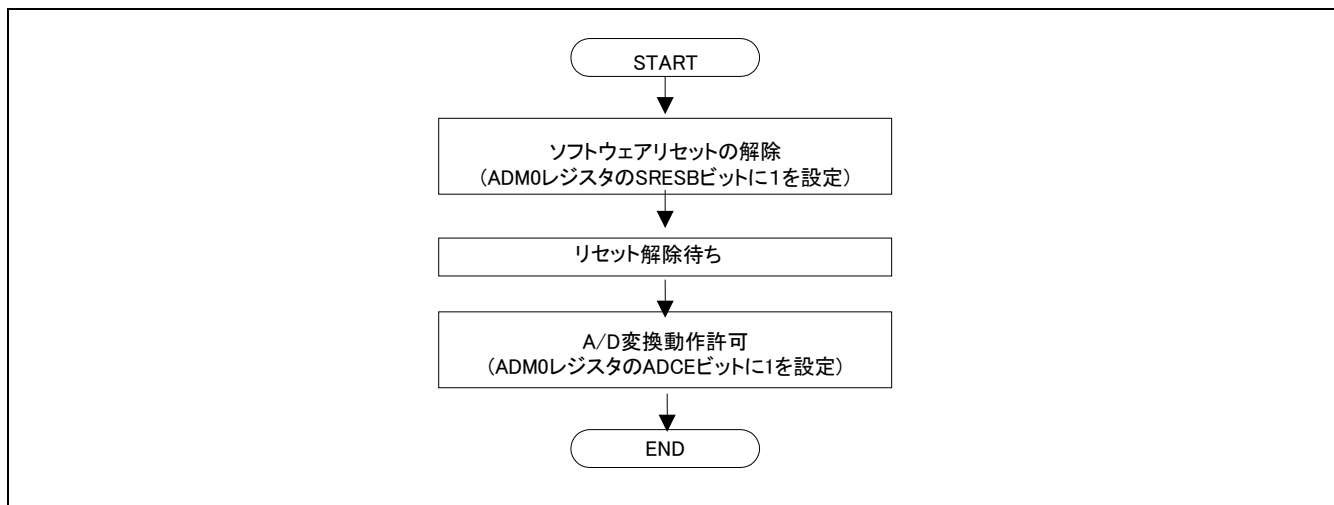 START
ソフトウェアリセットの解除
(ADM0レジスタのSRESBビットに１を設定)
リセット解除待ち
A/D変換動作許可
(ADM0レジスタのADCEビットに1を設定)
END